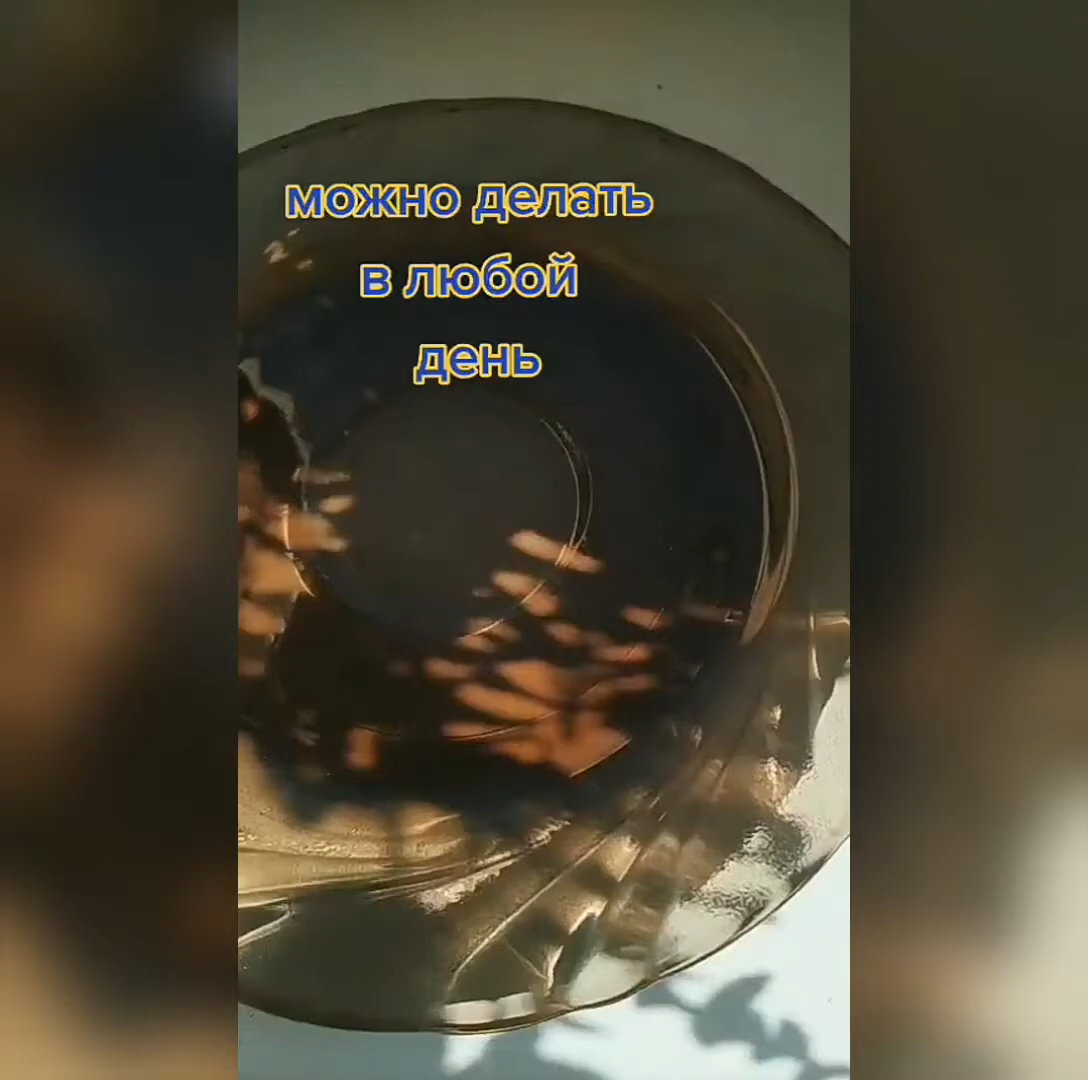 можно делать
в любой
день